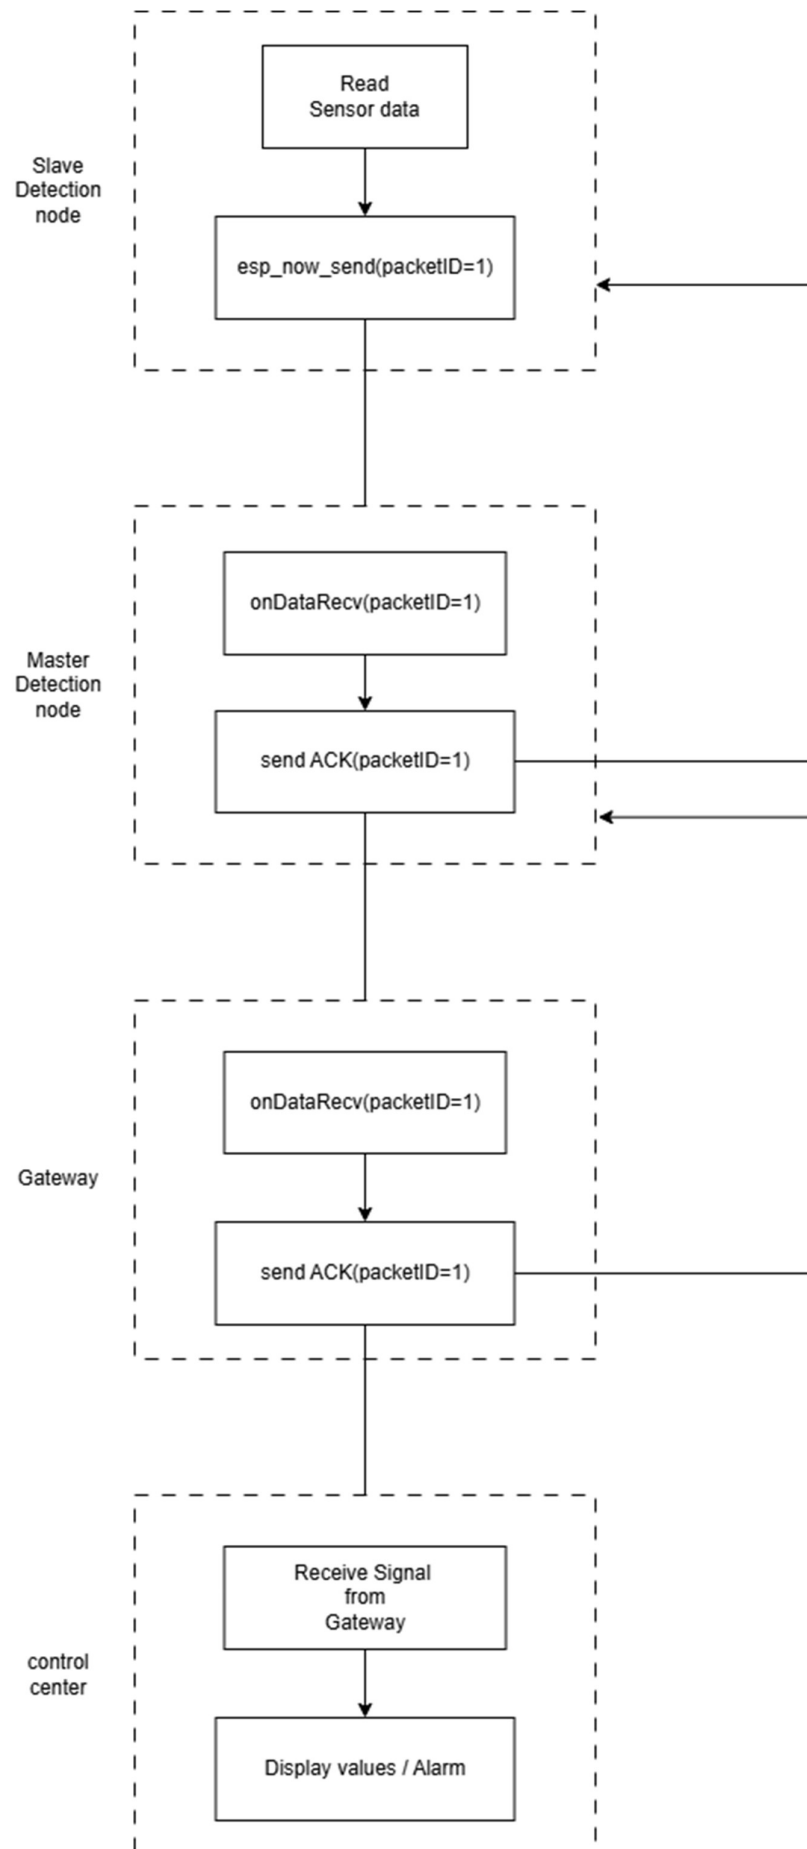 Read
Sensor data
Slave
Detection
node
esp_now_send(packetID=1)
onDataRecv(packetID=1)
Master
Detection
node
send ACK(packetID=1)
onDataRecv(packetID=1)
Gateway
send ACK(packetID=1)
Receive Signal
from
Gateway
control
center
Display values / Alarm